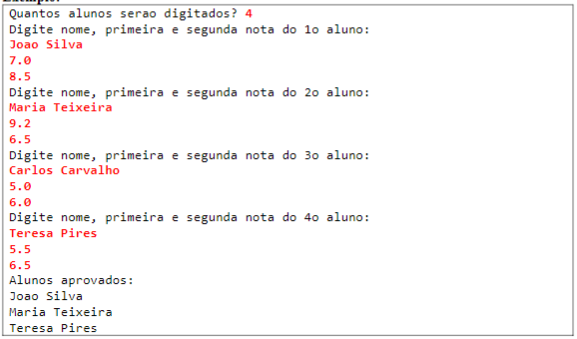 Quantos alunos serao digitados? 4
Digite nome, primeira e segunda nota do 1o aluno:
Joao Silva
7.0
8.5
Digite nome, primeira e segunda nota do 2o aluno:
Maria Teixeira
9.2
6.5
Digite nome, primeira e segunda nota do 3o aluno:
Carlos Carvalho
5.0
6.0
Digite nome, primeira e segunda nota do 4o aluno:
Teresa Pires
5.5
6.5
Alunos aprovados:
Joao Silva
Maria Teixeira
Teresa Pires